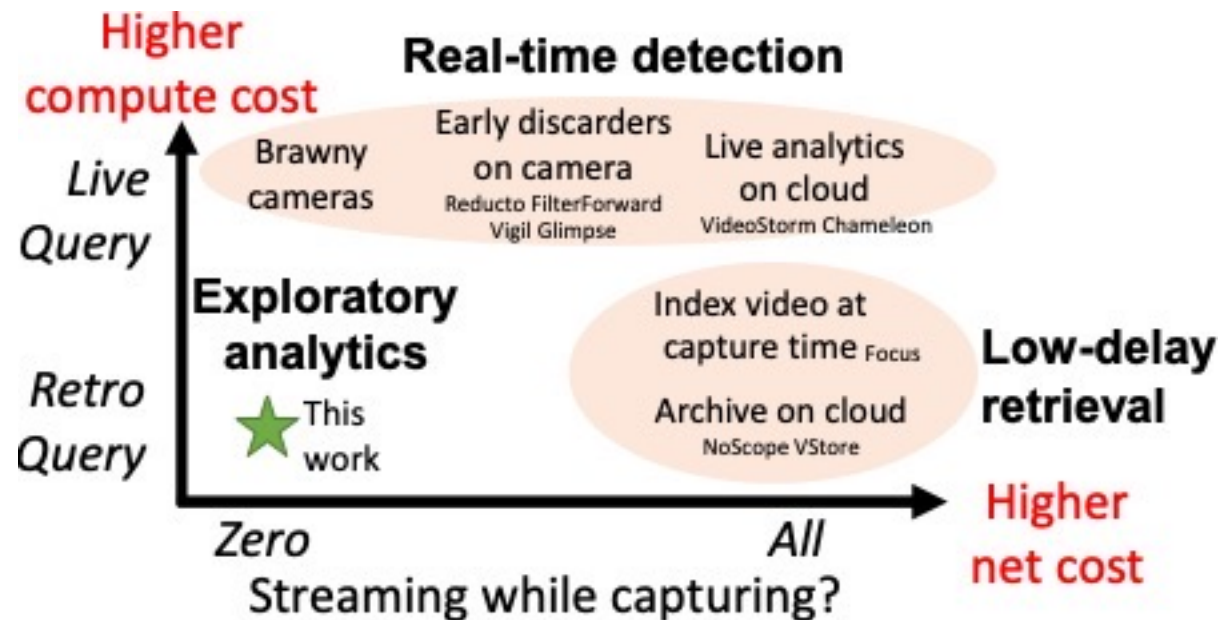 Higher
compute cost
Real-time detection
Live
Query
Brawny
cameras
Early discarders
on camera
Reducto FilterForward
Vigil Glimpse
Live analytics
on cloud
VideoStorm Chameleon
Exploratory
analytics
Retro
Query
This
work
Index video at
capture time Focus
Archive on cloud
NoScope VStore
Low-delay
retrieval
Zero
All
Higher
net cost
Streaming while capturing?